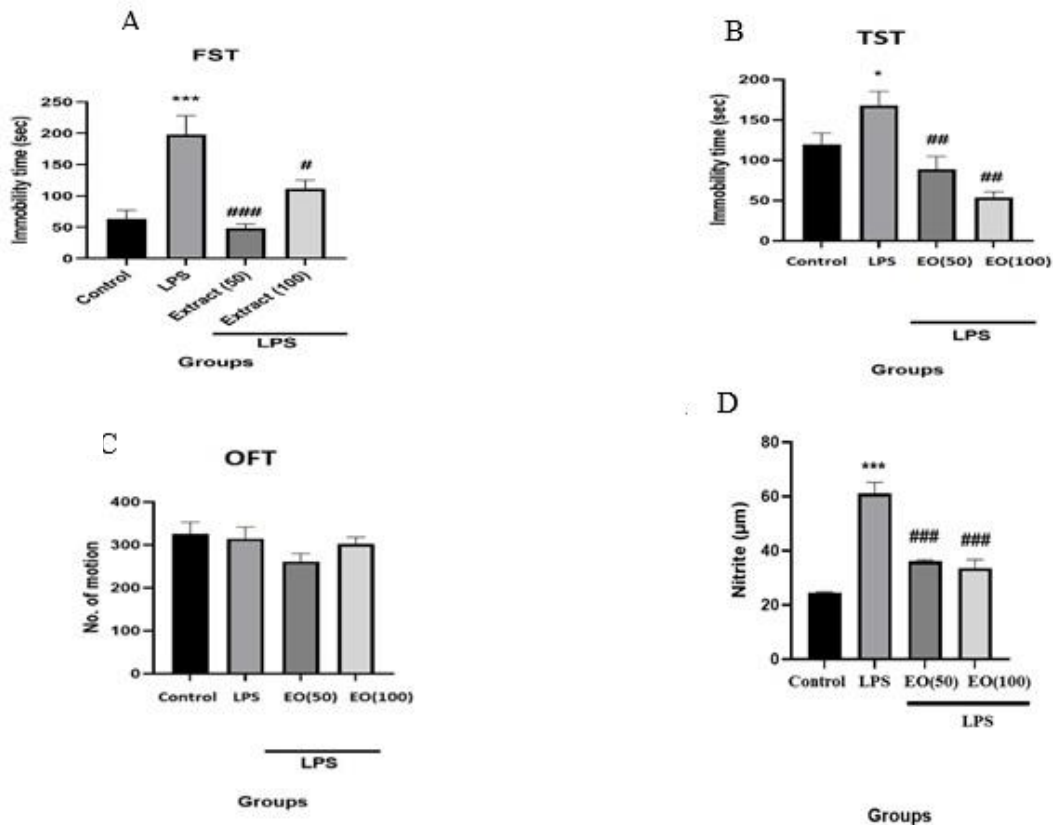 A
FST
Immobility time (sec)
250
200
150
100
50
0
***
###
#
Control
LPS
Extract (50)
Extract (100)
LPS
Groups
B
TST
Immobility time (sec)
200
150
100
50
0
*
##
##
Control LPS EO(50) EO(100)
LPS
Groups
C
OFT
No. of motion
400
300
200
100
0
Control LPS EO(50) EO(100)
LPS
Groups
D
Nitrite (µm)
80
60
40
20
0
***
###
###
Control LPS EO(50) EO(100)
LPS
Groups